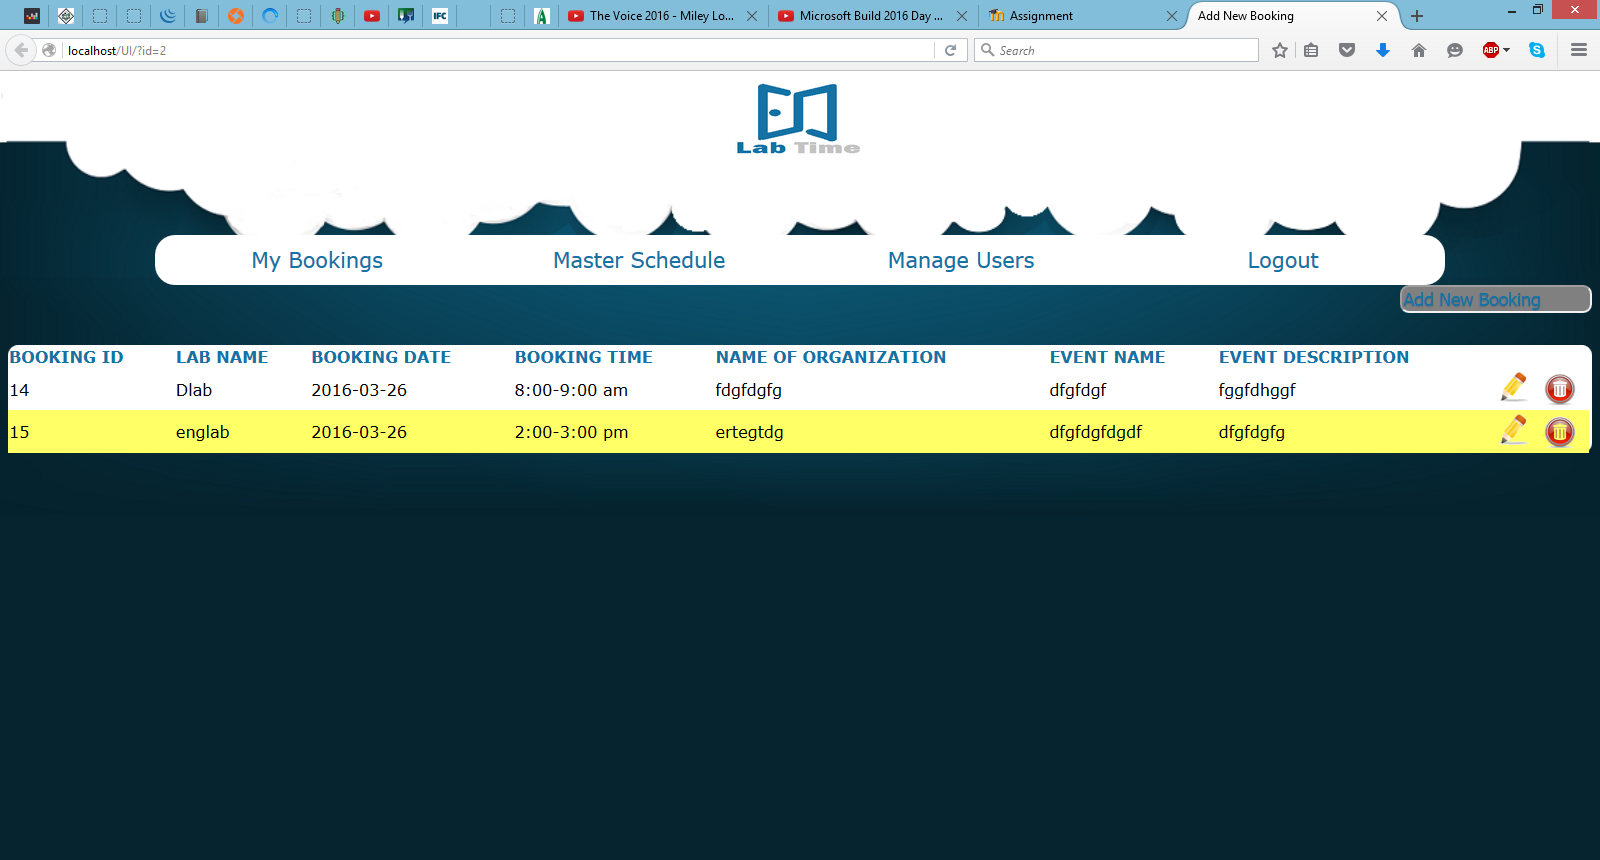 IFC
The Voice 2016 - Miley Lo...
Microsoft Build 2016 Day ...
Assignment
Add New Booking
localhost/UI/?id=2
Search
ABP
Lab Time
My Bookings Master Schedule Manage Users Logout
Add New Booking
BOOKING ID LAB NAME BOOKING DATE BOOKING TIME NAME OF ORGANIZATION EVENT NAME EVENT DESCRIPTION
14 Dlab 2016-03-26 8:00-9:00 am fdgfdgfg dfgfdgf fggfdhggf
15 englab 2016-03-26 2:00-3:00 pm ertegtdg dfgfdgfdgdf dfgfdgfg